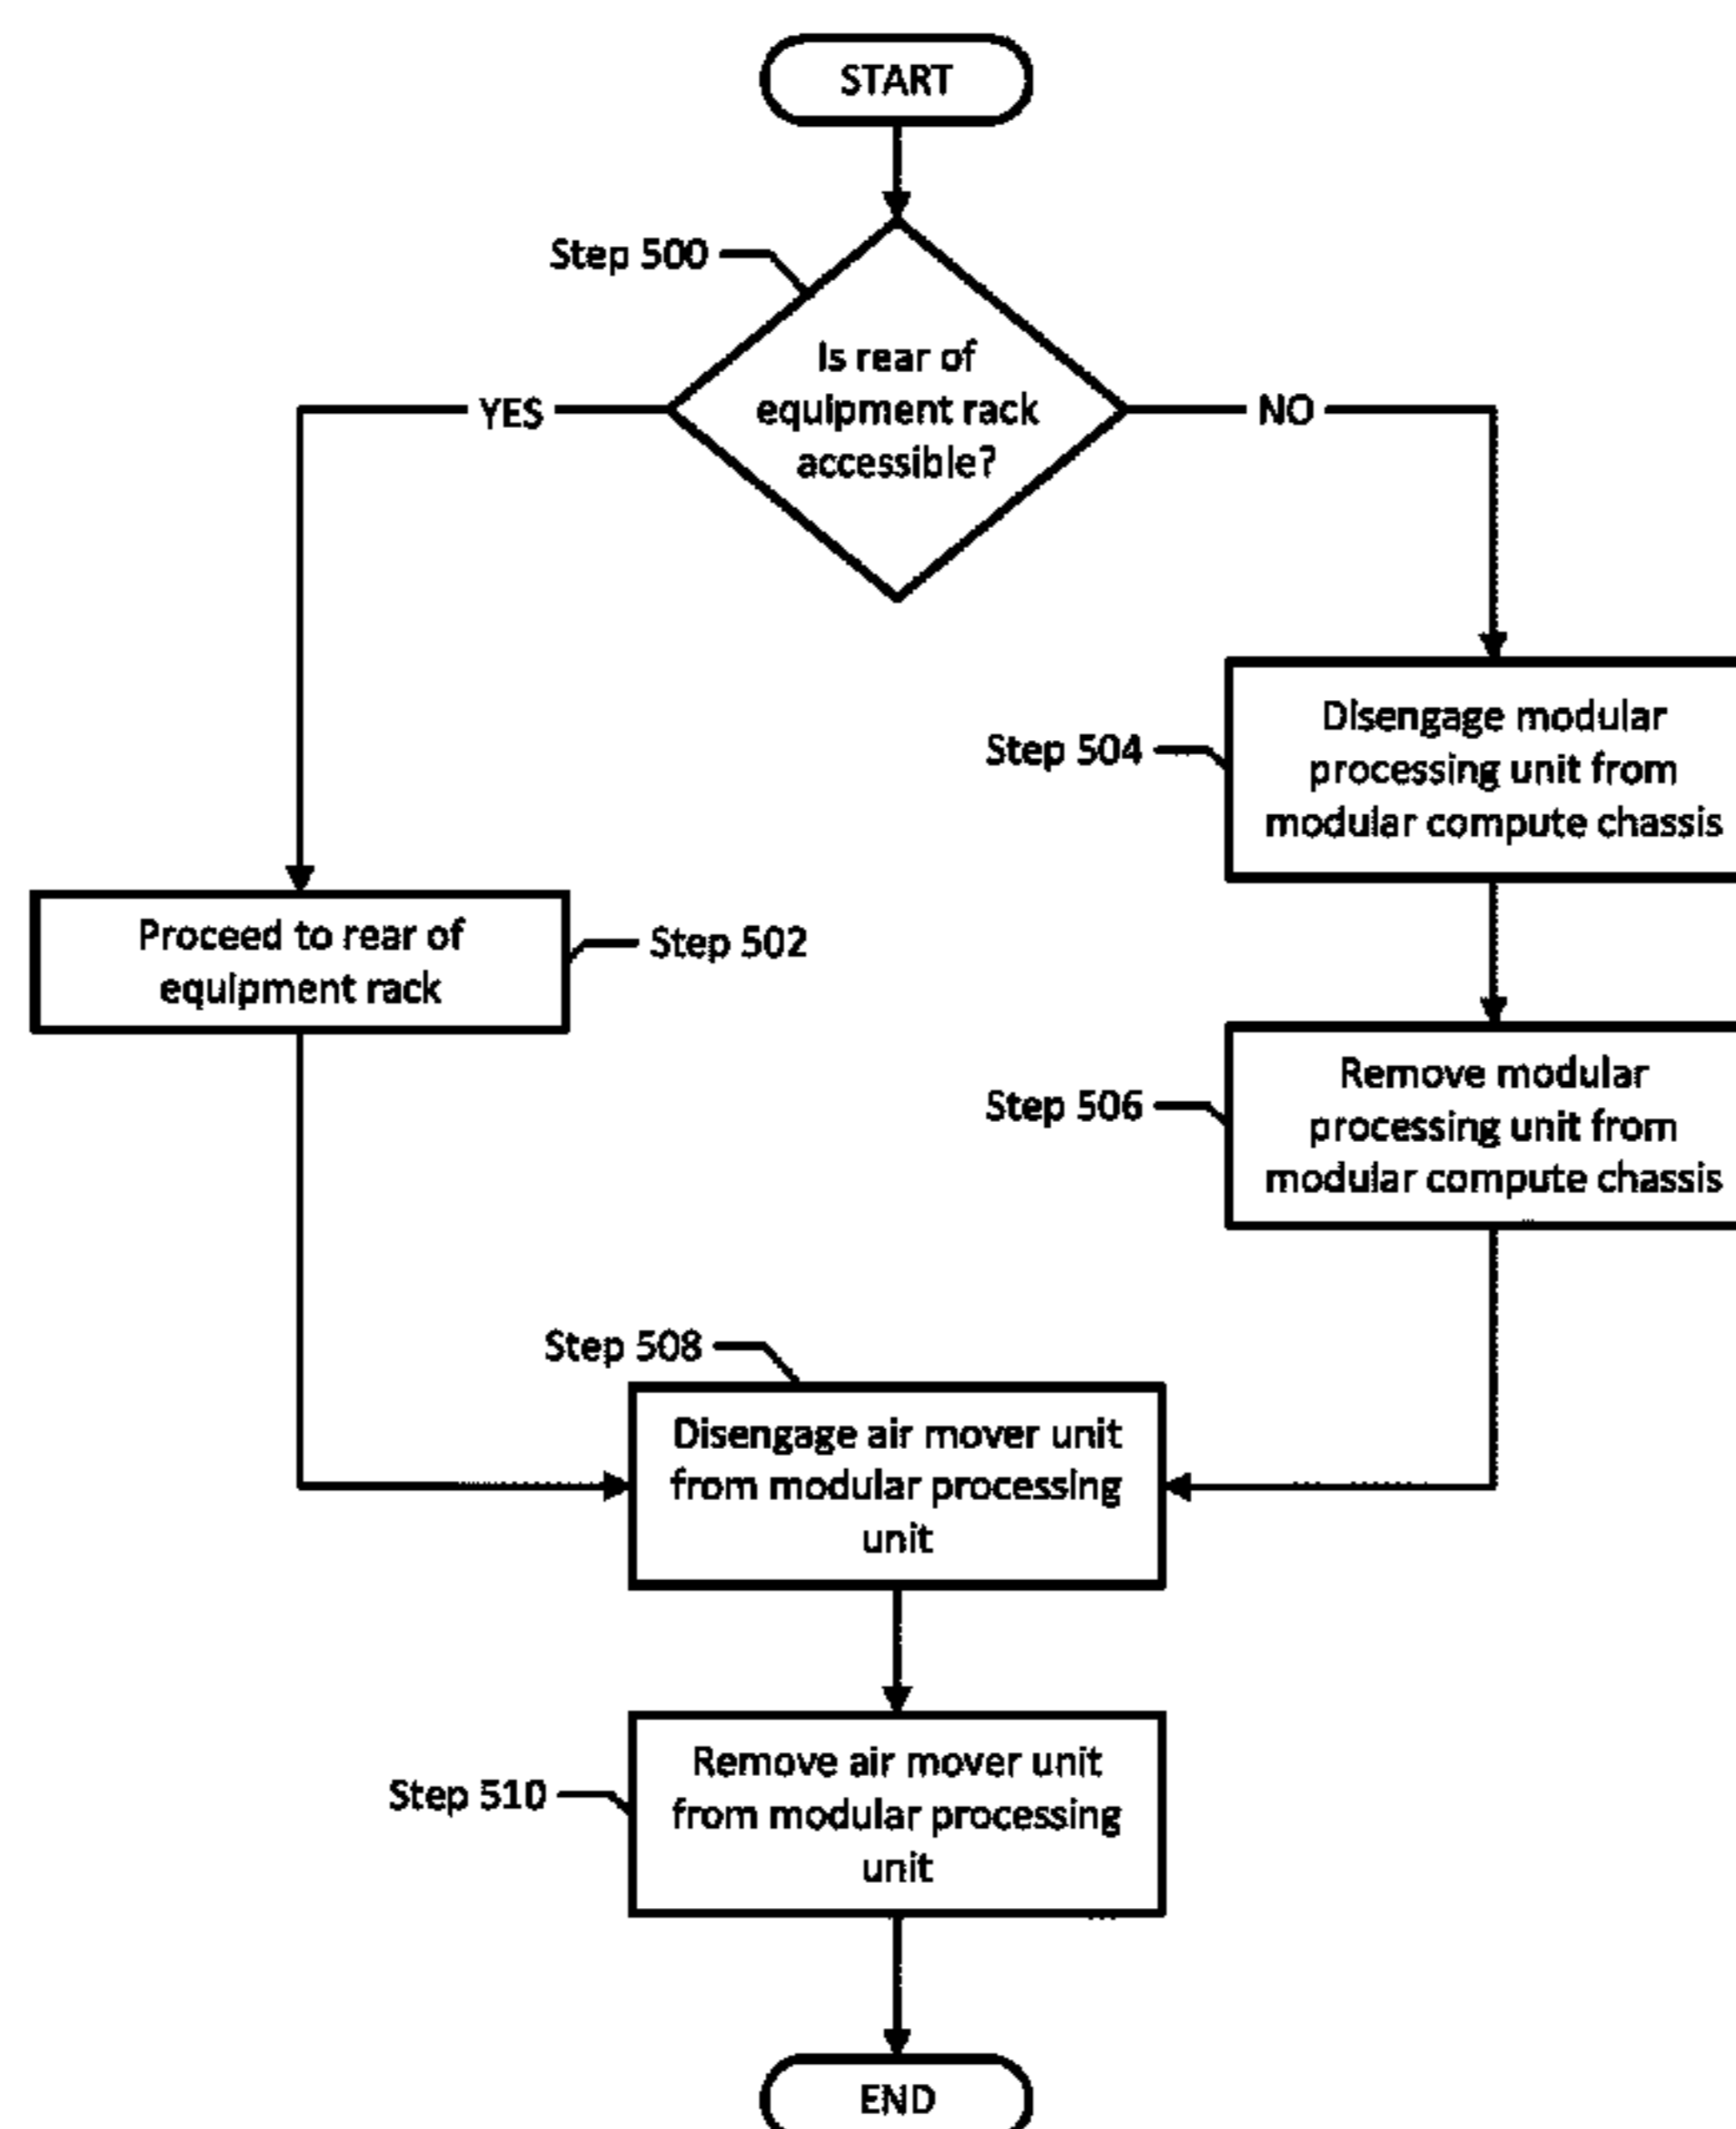 START
Step 500
Is rear of
equipment rack
accessible?
YES
NO
Disengage modular
processing unit from
modular compute chassis
Step 504
Proceed to rear of
equipment rack
Step 502
Remove modular
processing unit from
modular compute chassis
Step 506
Step 508
Disengage air mover unit
from modular processing
unit
Remove air mover unit
from modular processing
unit
Step 510
END